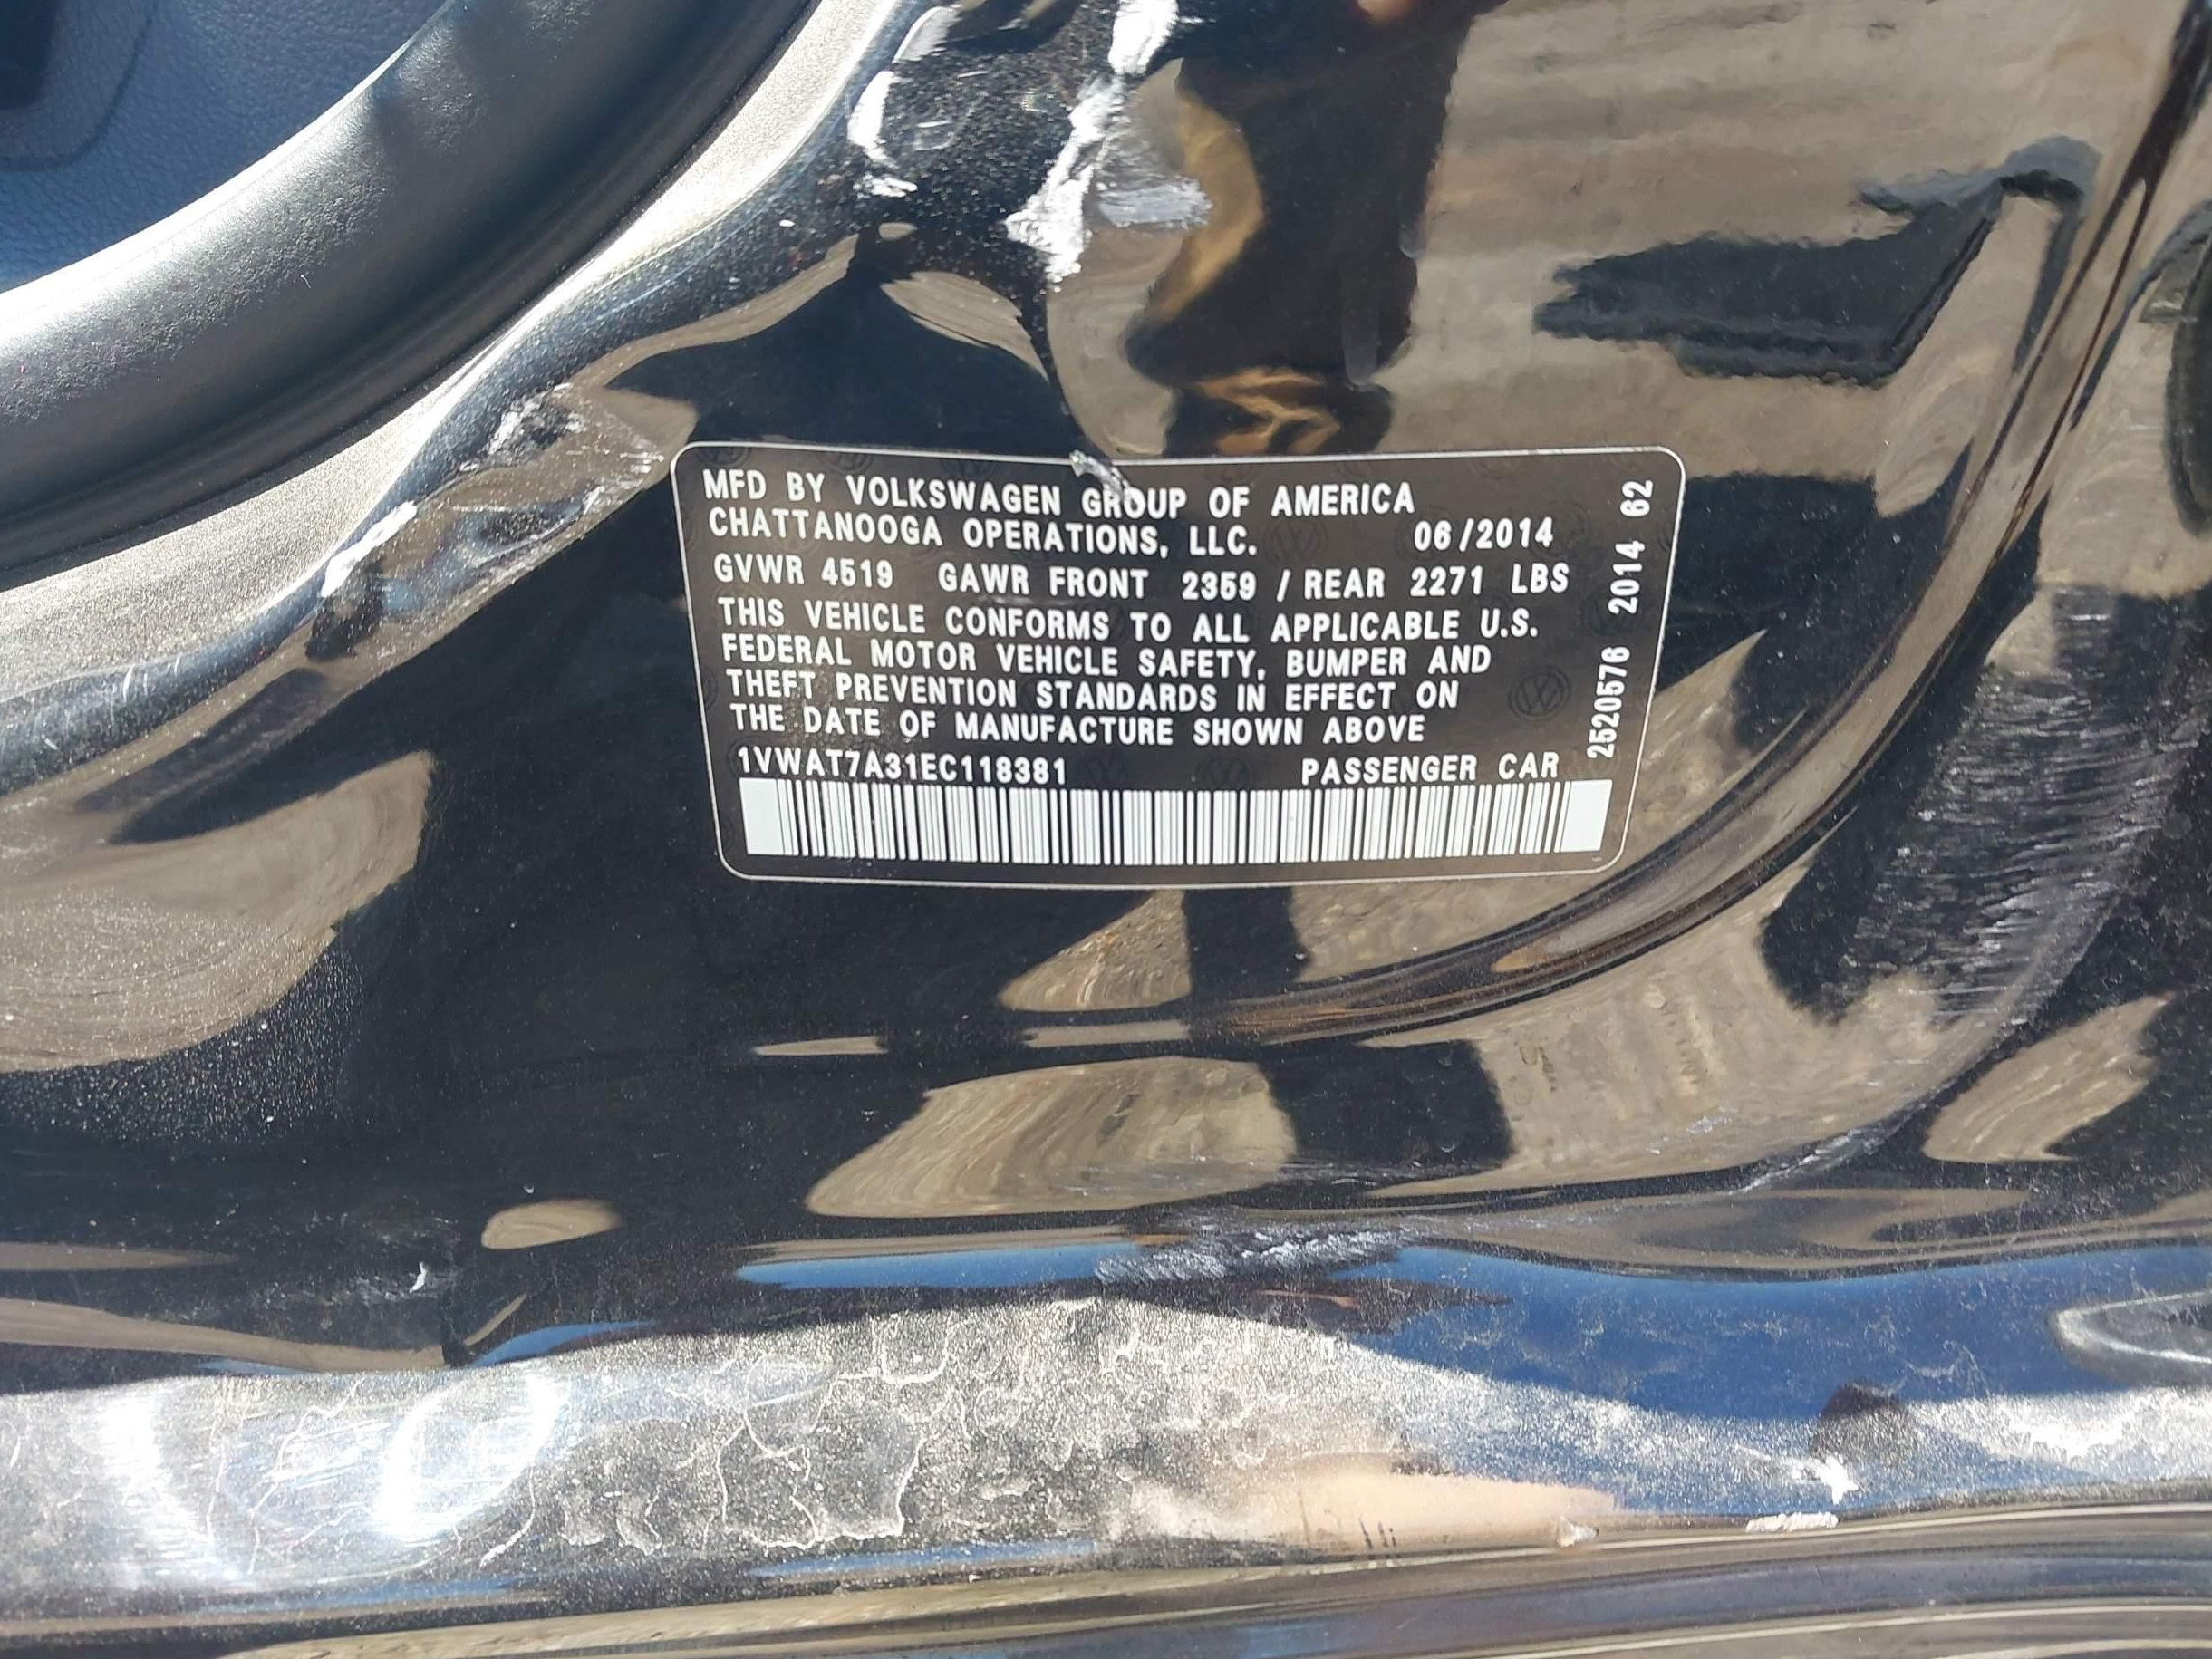 MFD BY VOLKSWAGEN GROUP OF AMERICA
CHATTANOOGA OPERATIONS, LLC. 06/2014
GVWR 4519 GAWR FRONT 2359 / REAR 2271 LBS
THIS VEHICLE CONFORMS TO ALL APPLICABLE U.S.
FEDERAL MOTOR VEHICLE SAFETY, BUMPER AND
THEFT PREVENTION STANDARDS IN EFFECT ON
THE DATE OF MANUFACTURE SHOWN ABOVE
1VWAT7A31EC118381 PASSENGER CAR
2520576 2014 62